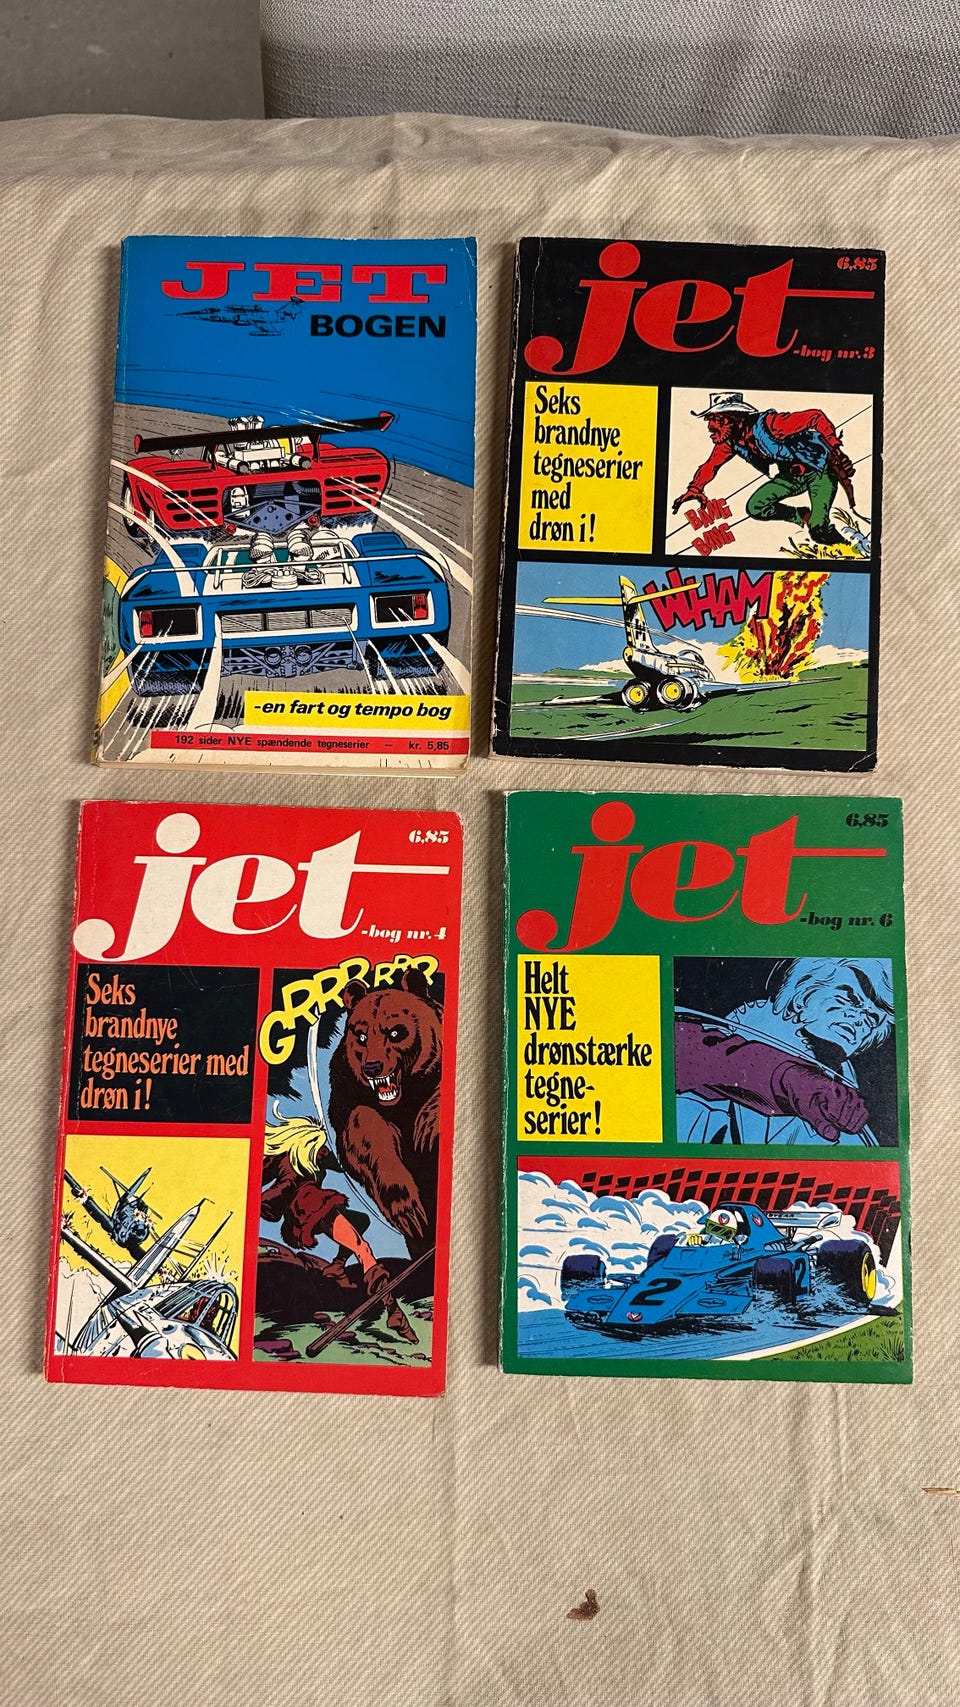 JET
BOGEN
-en fart og tempo bog
192 sider NYE spændende tegneserier — kr. 5,85
jet
6,85
-bog nr. 3
Seks
brandnye
tegneserier
med
drøn i!
BANG
BANG
WHAM
jet
6,85
-bog nr. 4
Seks
brandnye
tegneserier med
drøn i!
GRRRRRR
jet
6,85
-bog nr. 6
Helt
NYE
drønstærke
tegne-
serier!
2
2